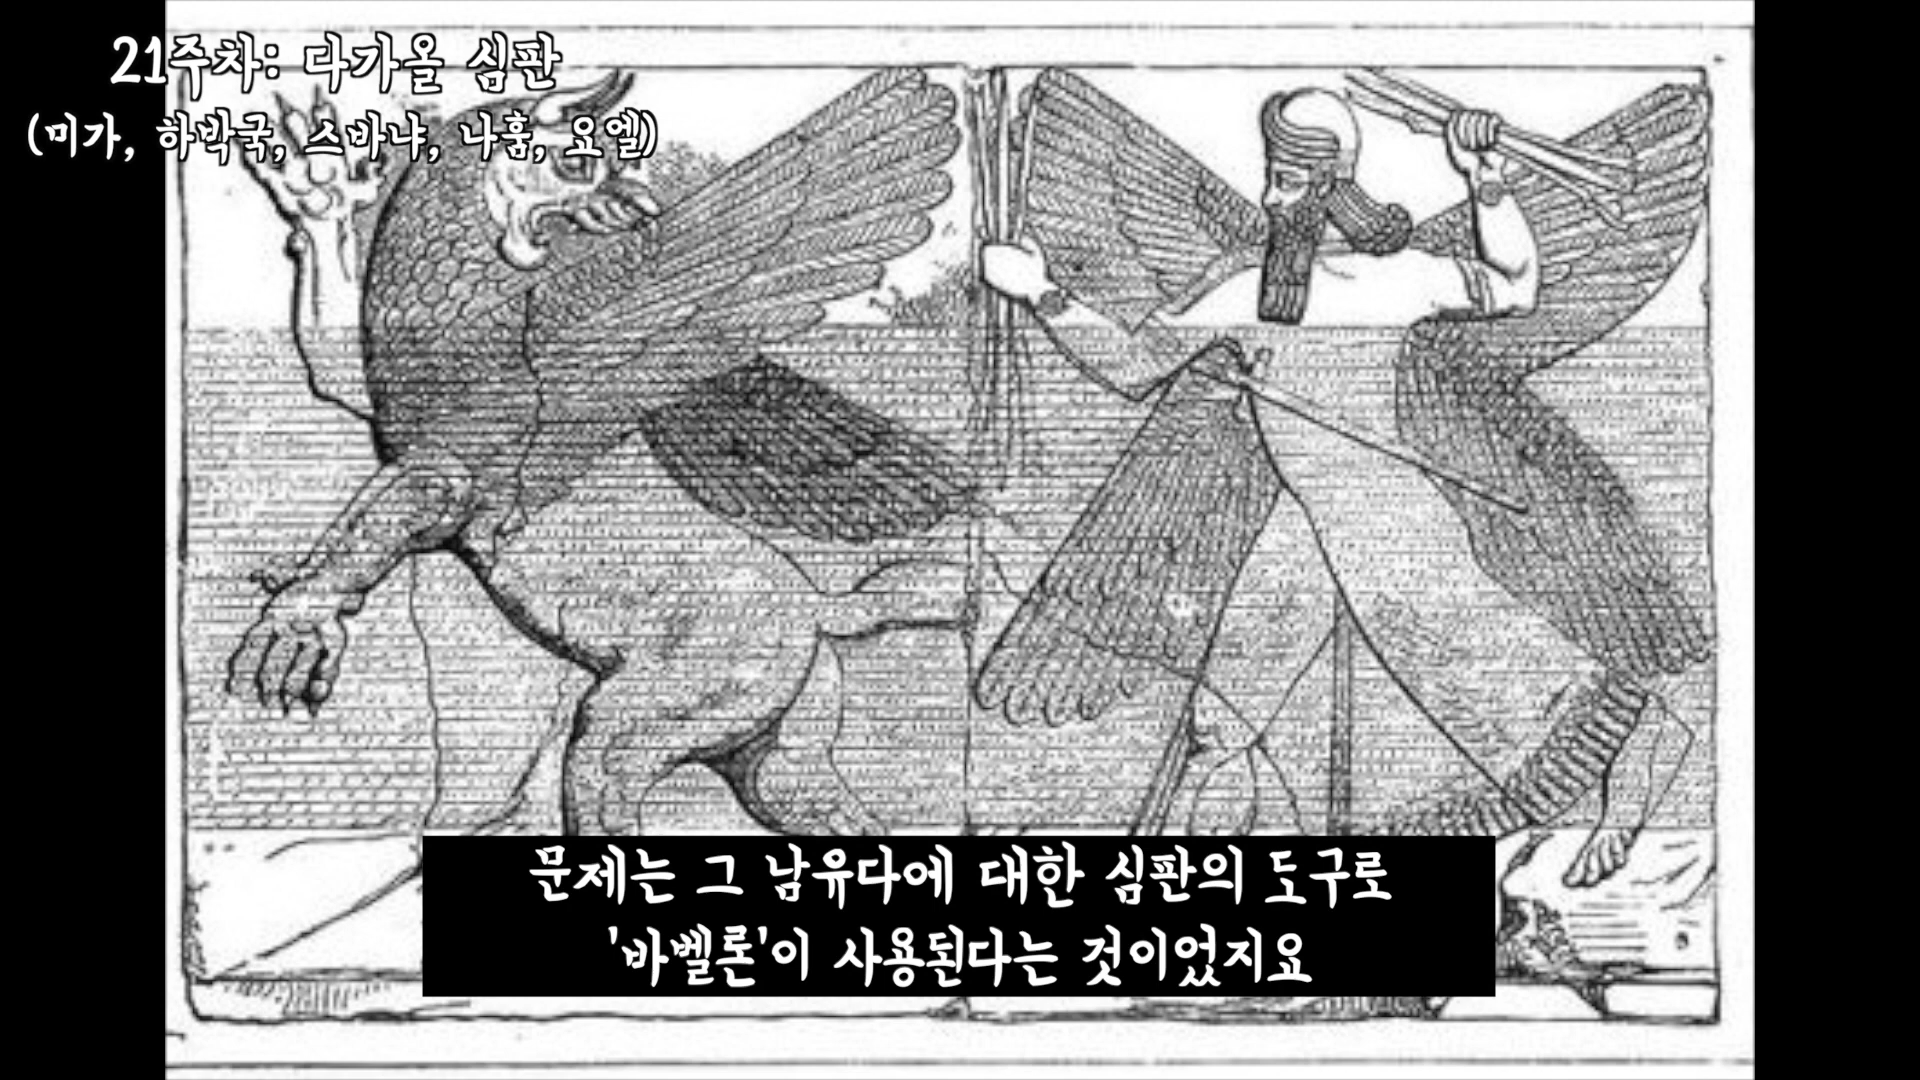 21주차: 다가올 심판
(미가, 하박국, 스바냐, 나훔, 요엘)
문제는 그 남유다에 대한 심판의 도구로
'바벨론'이 사용된다는 것이었지요